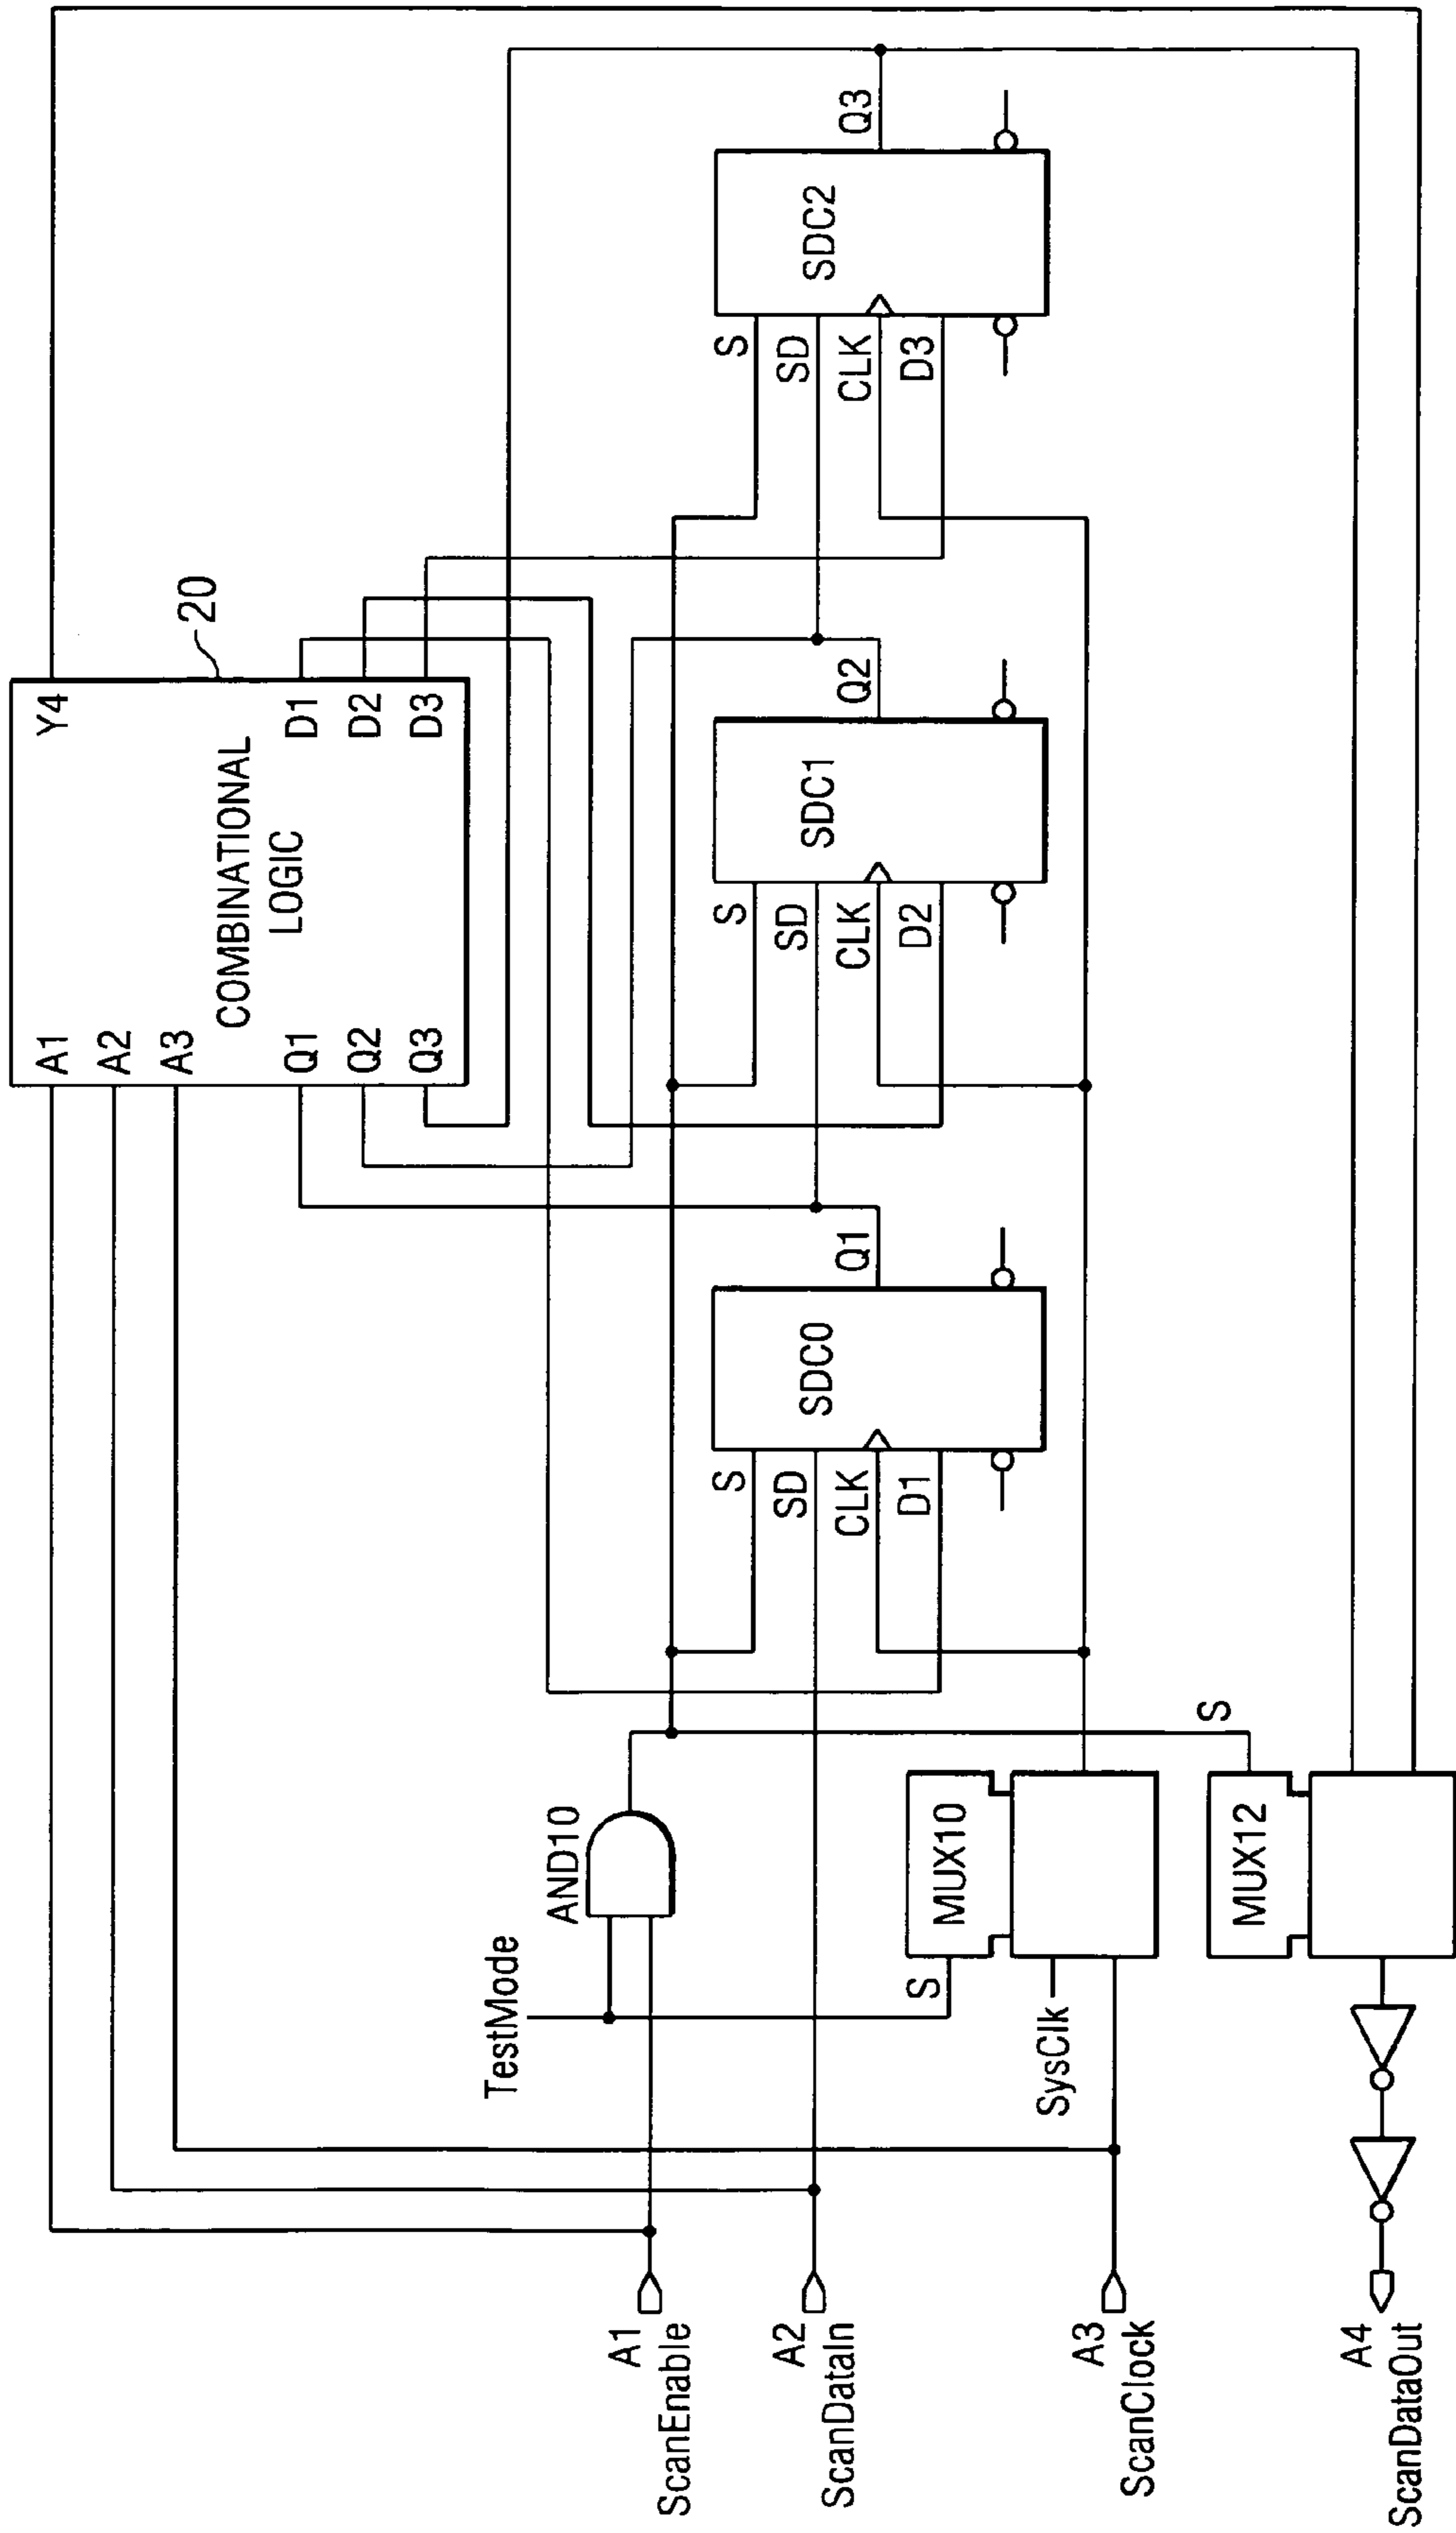 A1
A2
A3
Q1
Q2
Q3
COMBINATIONAL
LOGIC
Y4
D1
D2
D3
20
TestMode
AND10
S
SD
CLK
D1
SDC0
Q1
S
SD
CLK
D2
SDC1
Q2
S
SD
CLK
D3
SDC2
Q3
A1
ScanEnable
A2
ScanDataIn
A3
ScanClock
SysClk
S
MUX10
S
MUX12
A4
ScanDataOut